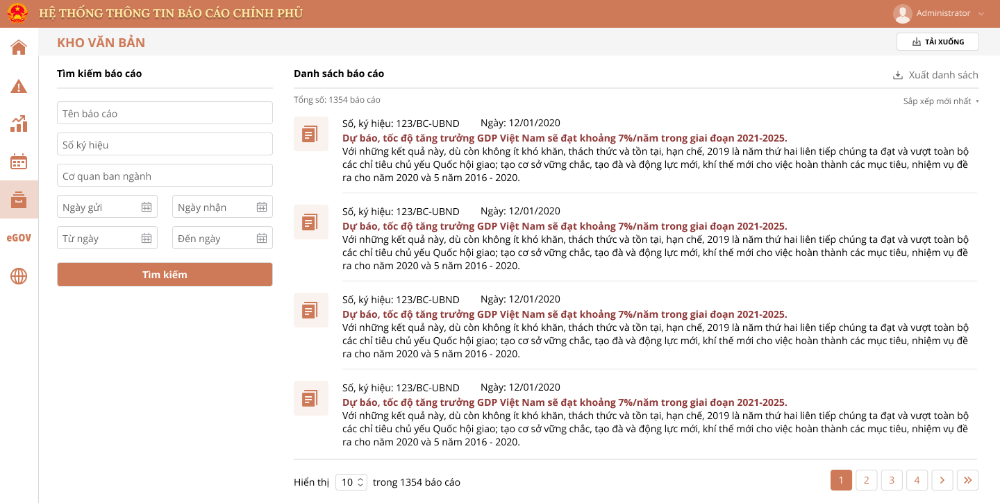 HỆ THỐNG THÔNG TIN BÁO CÁO CHÍNH PHỦ
Administrator
KHO VĂN BẢN
TẢI XUỐNG
eGOV
Tìm kiếm báo cáo
Tên báo cáo
Số ký hiệu
Cơ quan ban ngành
Ngày gửi
Ngày nhận
Từ ngày
Đến ngày
Tìm kiếm
Danh sách báo cáo
Xuất danh sách
Tổng số: 1354 báo cáo
Sắp xếp mới nhất
Số, ký hiệu: 123/BC-UBND Ngày: 12/01/2020
Dự báo, tốc độ tăng trưởng GDP Việt Nam sẽ đạt khoảng 7%/năm trong giai đoạn 2021-2025.
Với những kết quả này, dù còn không ít khó khăn, thách thức và tồn tại, hạn chế, 2019 là năm thứ hai liên tiếp chúng ta đạt và vượt toàn bộ
các chỉ tiêu chủ yếu Quốc hội giao; tạo cơ sở vững chắc, tạo đà và động lực mới, khí thế mới cho việc hoàn thành các mục tiêu, nhiệm vụ đề
ra cho năm 2020 và 5 năm 2016 - 2020.
Số, ký hiệu: 123/BC-UBND Ngày: 12/01/2020
Dự báo, tốc độ tăng trưởng GDP Việt Nam sẽ đạt khoảng 7%/năm trong giai đoạn 2021-2025.
Với những kết quả này, dù còn không ít khó khăn, thách thức và tồn tại, hạn chế, 2019 là năm thứ hai liên tiếp chúng ta đạt và vượt toàn bộ
các chỉ tiêu chủ yếu Quốc hội giao; tạo cơ sở vững chắc, tạo đà và động lực mới, khí thế mới cho việc hoàn thành các mục tiêu, nhiệm vụ đề
ra cho năm 2020 và 5 năm 2016 - 2020.
Số, ký hiệu: 123/BC-UBND Ngày: 12/01/2020
Dự báo, tốc độ tăng trưởng GDP Việt Nam sẽ đạt khoảng 7%/năm trong giai đoạn 2021-2025.
Với những kết quả này, dù còn không ít khó khăn, thách thức và tồn tại, hạn chế, 2019 là năm thứ hai liên tiếp chúng ta đạt và vượt toàn bộ
các chỉ tiêu chủ yếu Quốc hội giao; tạo cơ sở vững chắc, tạo đà và động lực mới, khí thế mới cho việc hoàn thành các mục tiêu, nhiệm vụ đề
ra cho năm 2020 và 5 năm 2016 - 2020.
Số, ký hiệu: 123/BC-UBND Ngày: 12/01/2020
Dự báo, tốc độ tăng trưởng GDP Việt Nam sẽ đạt khoảng 7%/năm trong giai đoạn 2021-2025.
Với những kết quả này, dù còn không ít khó khăn, thách thức và tồn tại, hạn chế, 2019 là năm thứ hai liên tiếp chúng ta đạt và vượt toàn bộ
các chỉ tiêu chủ yếu Quốc hội giao; tạo cơ sở vững chắc, tạo đà và động lực mới, khí thế mới cho việc hoàn thành các mục tiêu, nhiệm vụ đề
ra cho năm 2020 và 5 năm 2016 - 2020.
Hiển thị 10 trong 1354 báo cáo
1 2 3 4